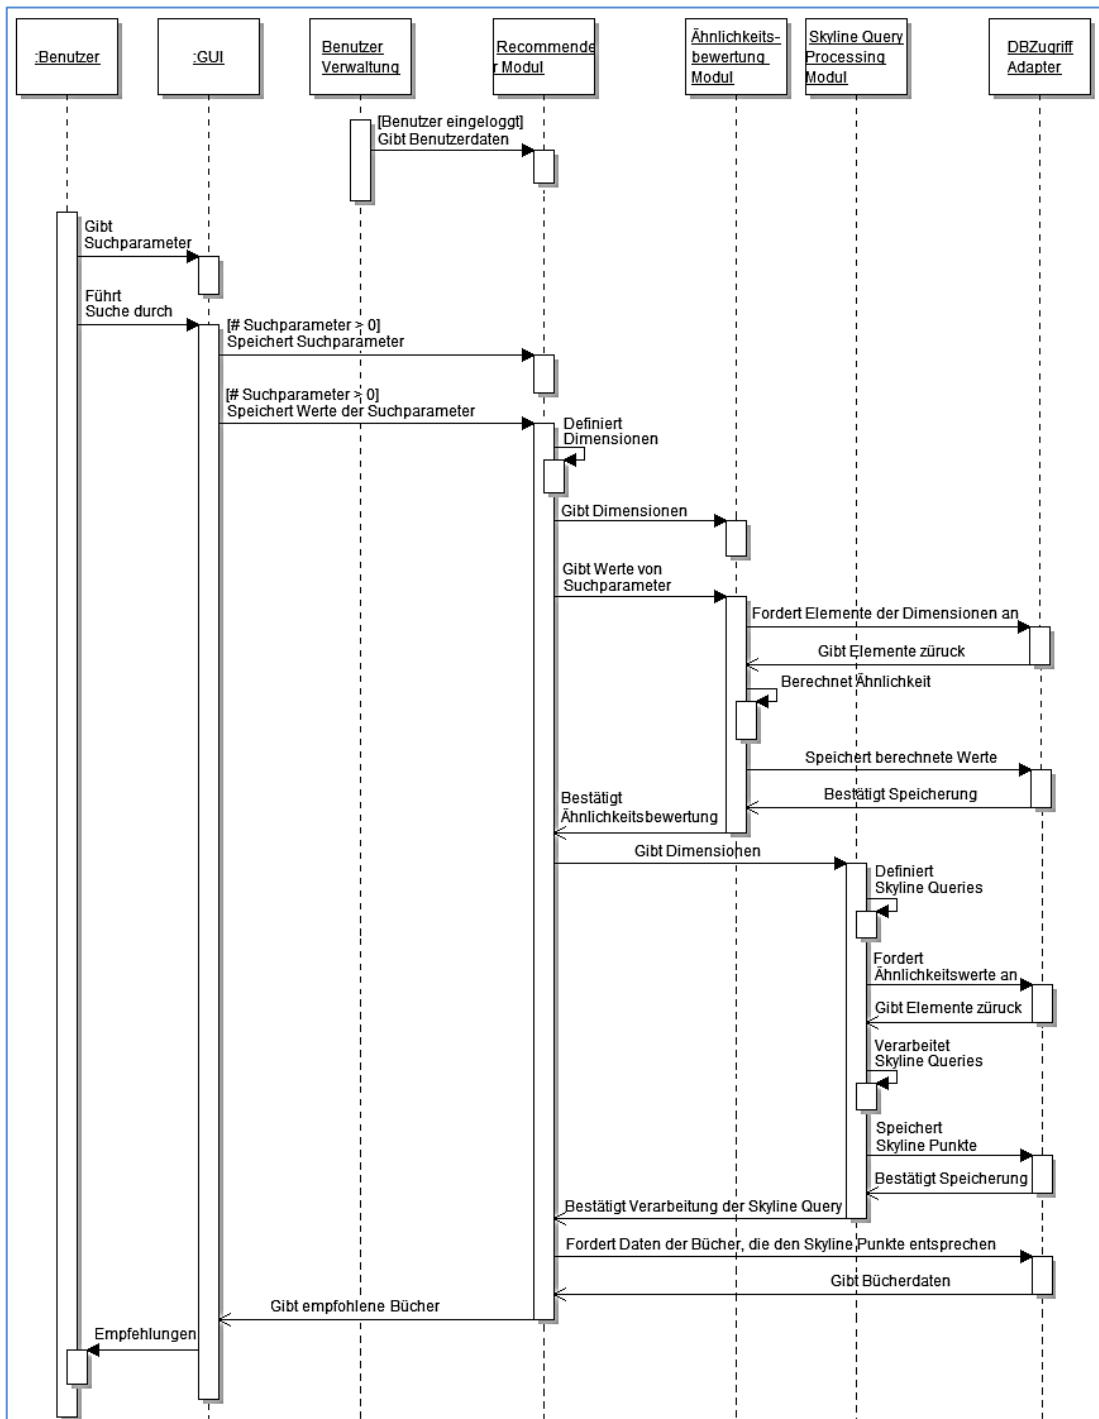 :Benutzer
:GUI
Benutzer
Verwaltung
Recommende
r Modul
Ähnlichkeits-
bewertung
Modul
Skyline Query
Processing
Modul
DBZugriff
Adapter
[Benutzer eingeloggt]
Gibt Benutzerdaten
Gibt
Suchparameter
Führt
Suche durch
[# Suchparameter > 0]
Speichert Suchparameter
[# Suchparameter > 0]
Speichert Werte der Suchparameter
Definiert
Dimensionen
Gibt Dimensionen
Gibt Werte von
Suchparameter
Fordert Elemente der Dimensionen an
Gibt Elemente züruck
Berechnet Ähnlichkeit
Speichert berechnete Werte
Bestätigt Speicherung
Bestätigt
Ähnlichkeitsbewertung
Gibt Dimensionen
Definiert
Skyline Queries
Fordert
Ähnlichkeitswerte an
Gibt Elemente züruck
Verarbeitet
Skyline Queries
Speichert
Skyline Punkte
Bestätigt Speicherung
Bestätigt Verarbeitung der Skyline Query
Fordert Daten der Bücher, die den Skyline Punkte entsprechen
Gibt Bücherdaten
Gibt empfohlene Bücher
Empfehlungen